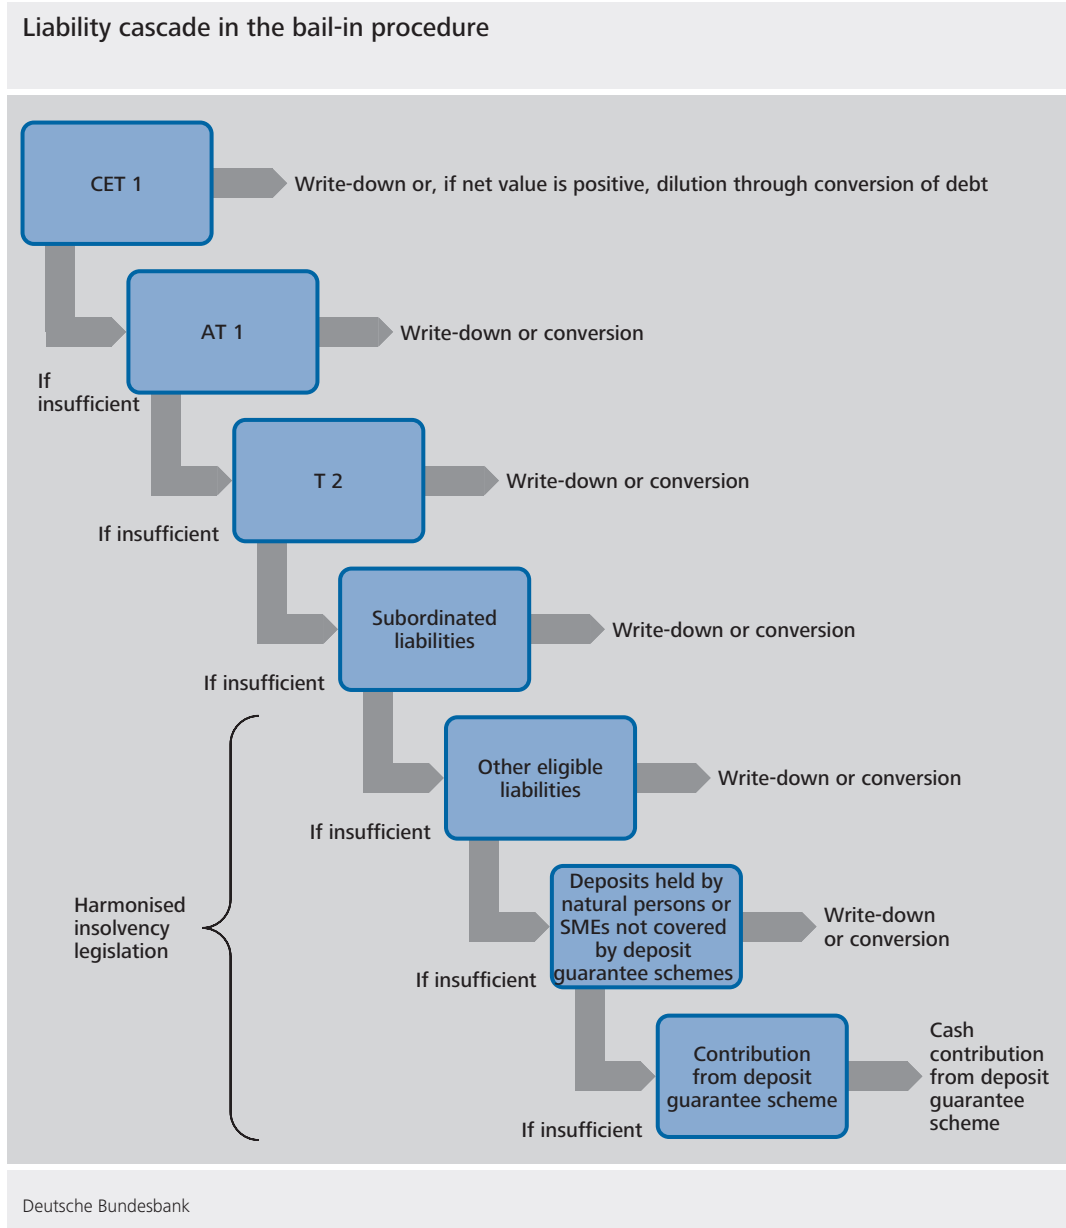 Liability cascade in the bail-in procedure
CET 1
Write-down or, if net value is positive, dilution through conversion of debt
If
insufficient
AT 1
Write-down or conversion
If insufficient
T 2
Write-down or conversion
If insufficient
Subordinated
liabilities
Write-down or conversion
If insufficient
Other eligible
liabilities
Write-down or conversion
Harmonised
insolvency
legislation
If insufficient
Deposits held by
natural persons or
SMEs not covered
by deposit
guarantee schemes
Write-down
or conversion
If insufficient
Contribution
from deposit
guarantee scheme
Cash
contribution
from deposit
guarantee
scheme
Deutsche Bundesbank